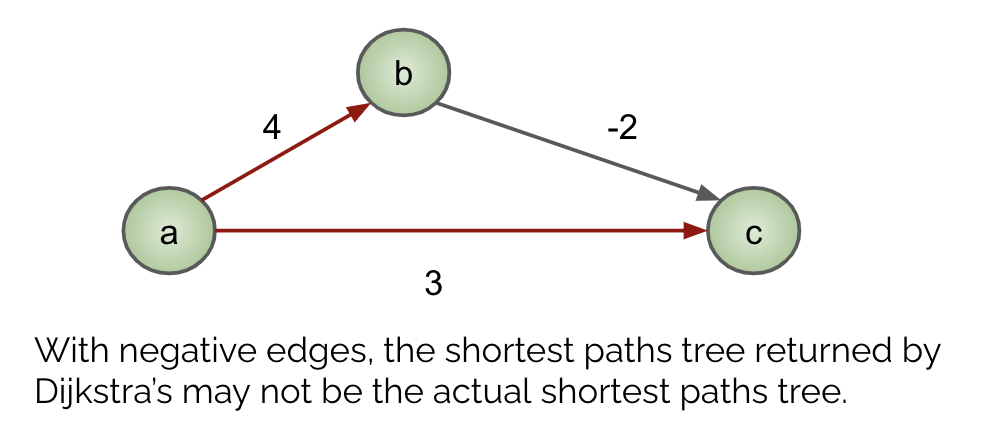 b
4
-2
a
c
3
With negative edges, the shortest paths tree returned by
Dijkstra's may not be the actual shortest paths tree.